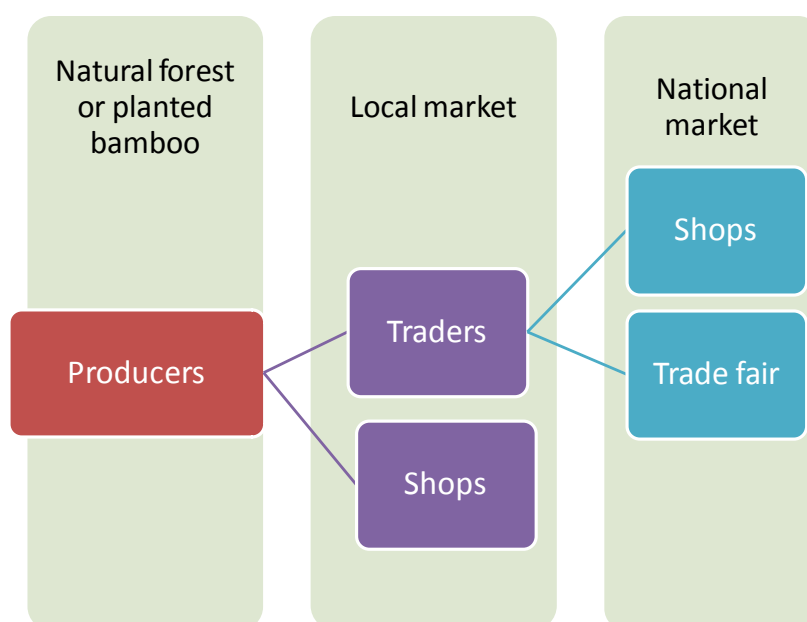 Natural forest
or planted
bamboo
Local market
National
market
Shops
Traders
Producers
Trade fair
Shops